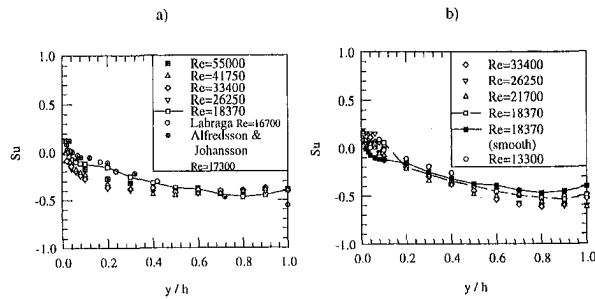 a)
1.0
0.5
0.0
-0.5
-1.0
Su
Re=55000
Re=41750
Re=33400
Re=26250
Re=18370
Labraga Re=16700
Alfredsson &
Johansson
Re=17300
0.0 0.2 0.4 0.6 0.8 1.0
y / h
b)
1.0
0.5
0.0
-0.5
-1.0
Su
Re=33400
Re=26250
Re=21700
Re=18370
Re=18370
(smooth)
Re=13300
0.0 0.2 0.4 0.6 0.8 1.0
y / h